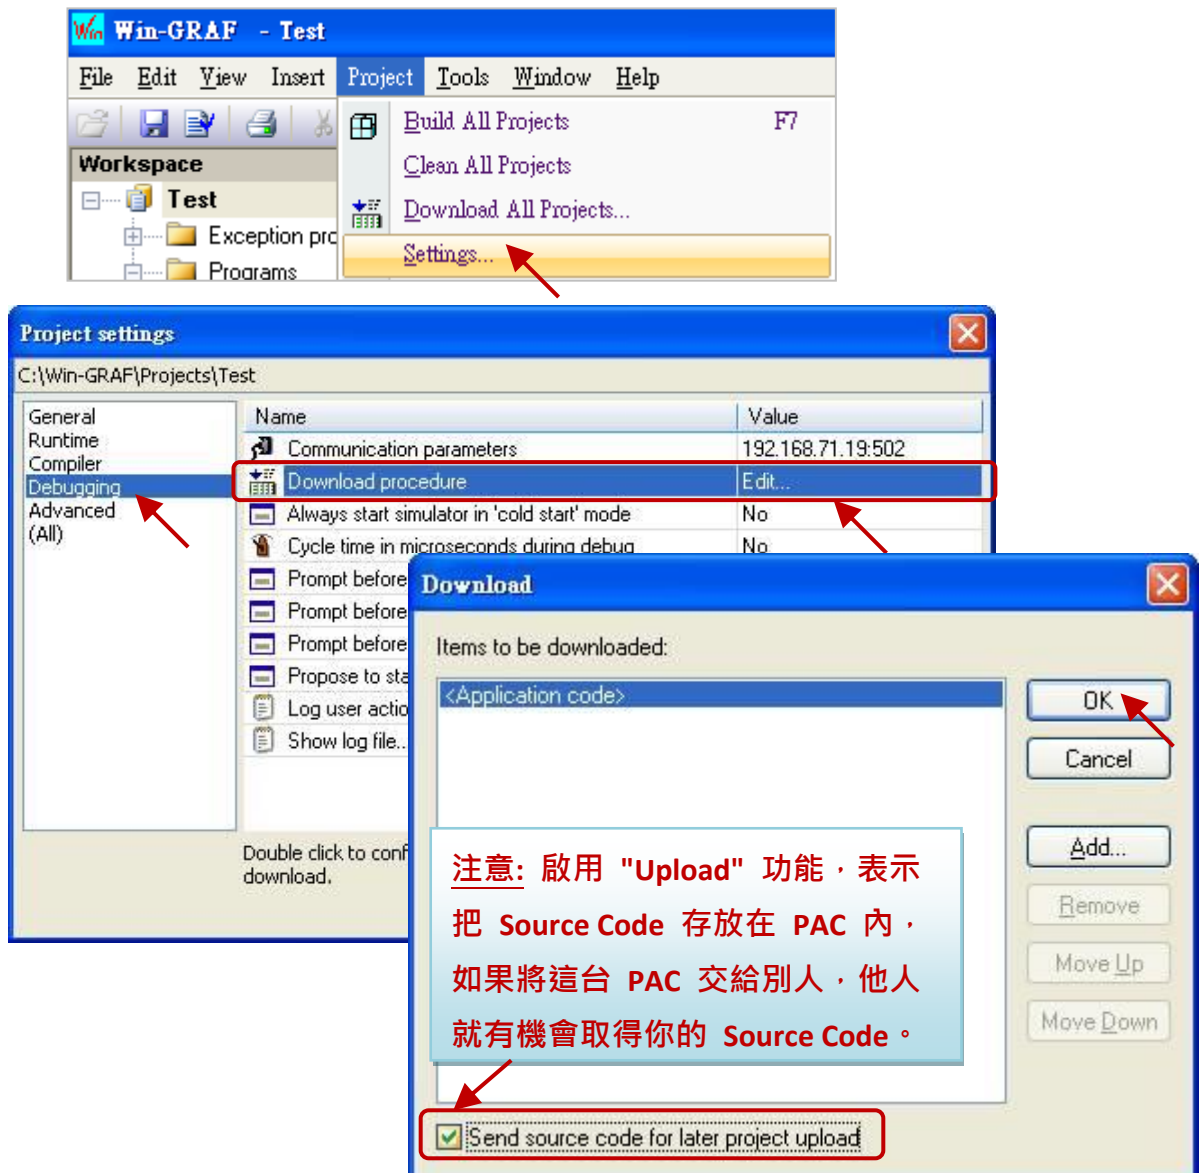 Win-GRAF - Test
File Edit View Insert Project Tools Window Help
Build All Projects F7
Clean All Projects
Download All Projects...
Settings...
Workspace
Test
Exception pro
Programs
Project settings
C:\Win-GRAF\Projects\Test
General
Runtime
Compiler
Debugging
Advanced
(All)
Name Value
Communication parameters 192.168.71.19:502
Download procedure Edit...
Always start simulator in 'cold start' mode No
Cycle time in microseconds during debug No
Prompt before
Prompt before
Prompt before
Propose to sta
Log user actio
Show log file..
Double click to conf
download.
Download
Items to be downloaded:
<Application code>
OK
Cancel
Add...
Remove
Move Up
Move Down
注意: 啟用 "Upload" 功能，表示
把 Source Code 存放在 PAC 內，
如果將這台 PAC 交給別人，他人
就有機會取得你的 Source Code。
Send source code for later project upload